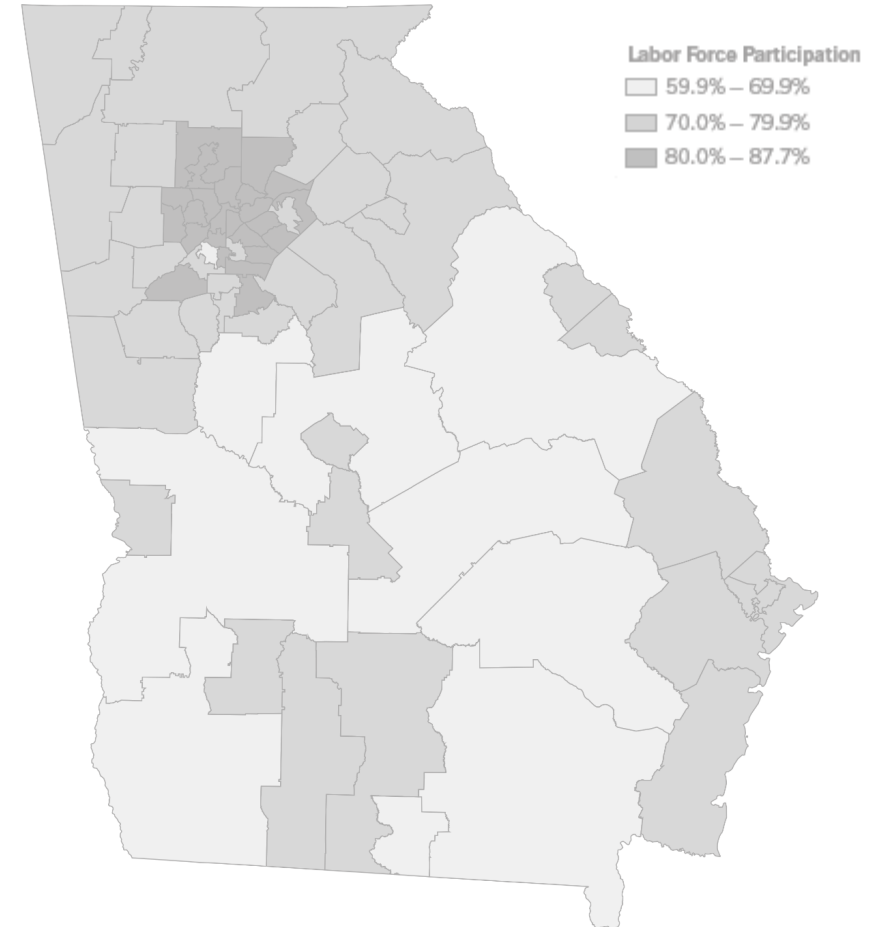 Labor Force Participation
59.9% – 69.9%
70.0% – 79.9%
80.0% – 87.7%